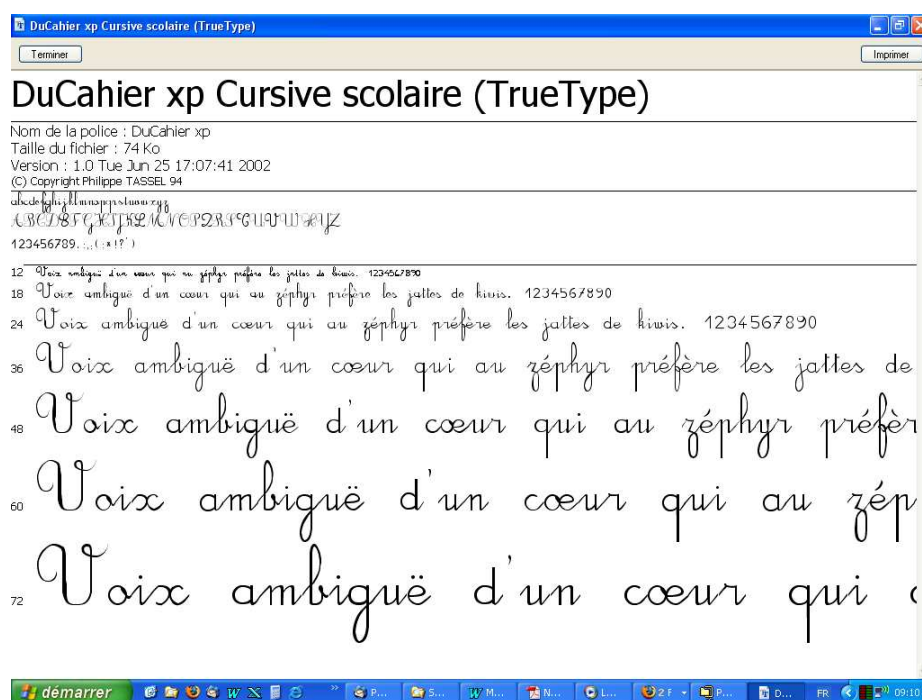 DuCahier xp Cursive scolaire (TrueType)
Terminer
Imprimer
DuCahier xp Cursive scolaire (TrueType)
Nom de la police : DuCahier xp
Taille du fichier : 74 Ko
Version : 1.0 Tue Jun 25 17:07:41 2002
(C) Copyright Philippe TASSEL 94
abcdefghijklmnopqrstuvwxyz
ABCDEFGHIJKLMNOPQRSTUVWXYZ
123456789.:,;(:*!?')
12 Voix ambiguë d'un cœur qui au zéphyr préfère les jattes de kiwis. 1234567890
18 Voix ambiguë d'un cœur qui au zéphyr préfère les jattes de kiwis. 1234567890
24 Voix ambiguë d'un cœur qui au zéphyr préfère les jattes de kiwis. 1234567890
36 Voix ambiguë d'un cœur qui au zéphyr préfère les jattes de
48 Voix ambiguë d'un cœur qui au zéphyr préfèr
60 Voix ambiguë d'un cœur qui au zép
72 Voix ambiguë d'un cœur qui
démarrer P... S... M... N... L... 2 F P... D... FR 09:10